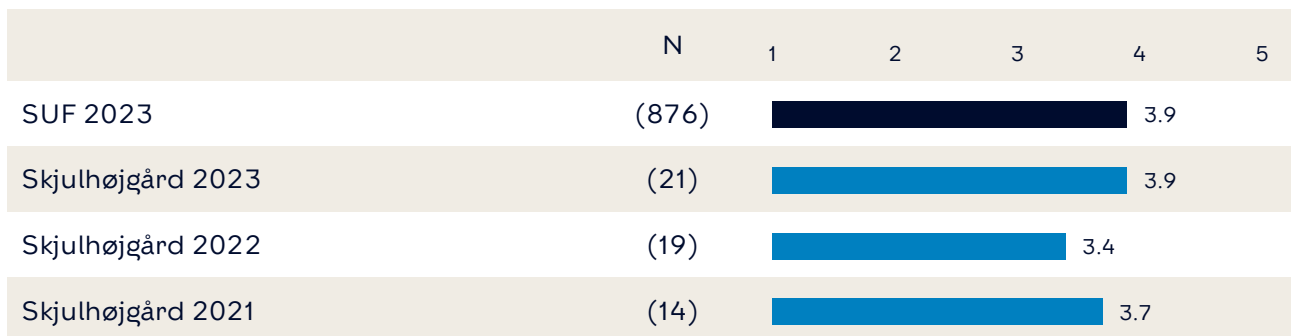 N 1 2 3 4 5
SUF 2023 (876) 3.9
Skjulhøjgård 2023 (21) 3.9
Skjulhøjgård 2022 (19) 3.4
Skjulhøjgård 2021 (14) 3.7